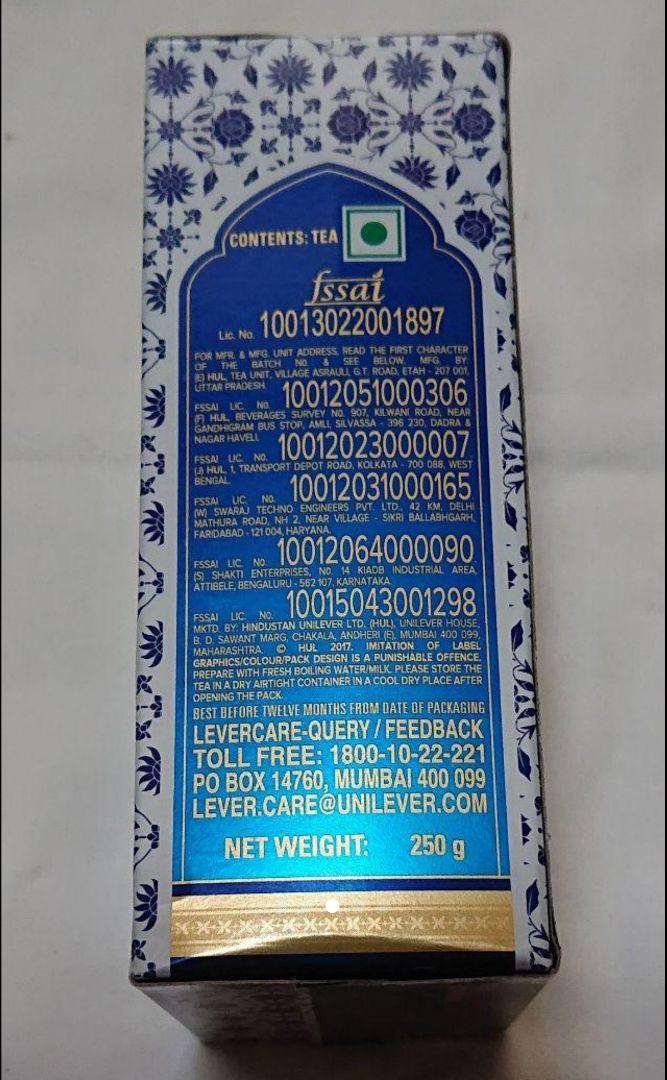 CONTENTS: TEA
fssai
Lic. No. 10013022001897
FOR MFR. & MFG. UNIT ADDRESS, READ THE FIRST CHARACTER
OF THE BATCH NO. & SEE BELOW. MFG. BY:
(E) HUL, TEA UNIT, VILLAGE ASRAULI, G.T. ROAD, ETAH - 207 001,
UTTAR PRADESH.
FSSAI LIC. NO. 10012051000306
(F) HUL, BEVERAGES SURVEY NO. 907, KILWANI ROAD, NEAR
GANDHIGRAM BUS STOP, AMLI, SILVASSA - 396 230, DADRA &
NAGAR HAVELI.
FSSAI LIC. NO. 10012023000007
(J) HUL, 1, TRANSPORT DEPOT ROAD, KOLKATA - 700 088, WEST
BENGAL.
FSSAI LIC. NO. 10012031000165
(W) SWARAJ TECHNO ENGINEERS PVT. LTD., 42 KM, DELHI
MATHURA ROAD, NH 2, NEAR VILLAGE - SIKRI BALLABHGARH,
FARIDABAD - 121 004, HARYANA.
FSSAI LIC. NO. 10012064000090
(S) SHAKTI ENTERPRISES, NO. 14 KIADB INDUSTRIAL AREA,
ATTIBELE, BENGALURU - 562 107, KARNATAKA.
FSSAI LIC. NO. 10015043001298
MKTD. BY: HINDUSTAN UNILEVER LTD. (HUL), UNILEVER HOUSE,
B. D. SAWANT MARG, CHAKALA, ANDHERI (E), MUMBAI 400 099,
MAHARASHTRA. © HUL 2017. IMITATION OF LABEL
GRAPHICS/COLOUR/PACK DESIGN IS A PUNISHABLE OFFENCE.
PREPARE WITH FRESH BOILING WATER/MILK. PLEASE STORE THE
TEA IN A DRY AIRTIGHT CONTAINER IN A COOL DRY PLACE AFTER
OPENING THE PACK.
BEST BEFORE TWELVE MONTHS FROM DATE OF PACKAGING
LEVERCARE-QUERY / FEEDBACK
TOLL FREE: 1800-10-22-221
PO BOX 14760, MUMBAI 400 099
LEVER.CARE@UNILEVER.COM
NET WEIGHT: 250 g